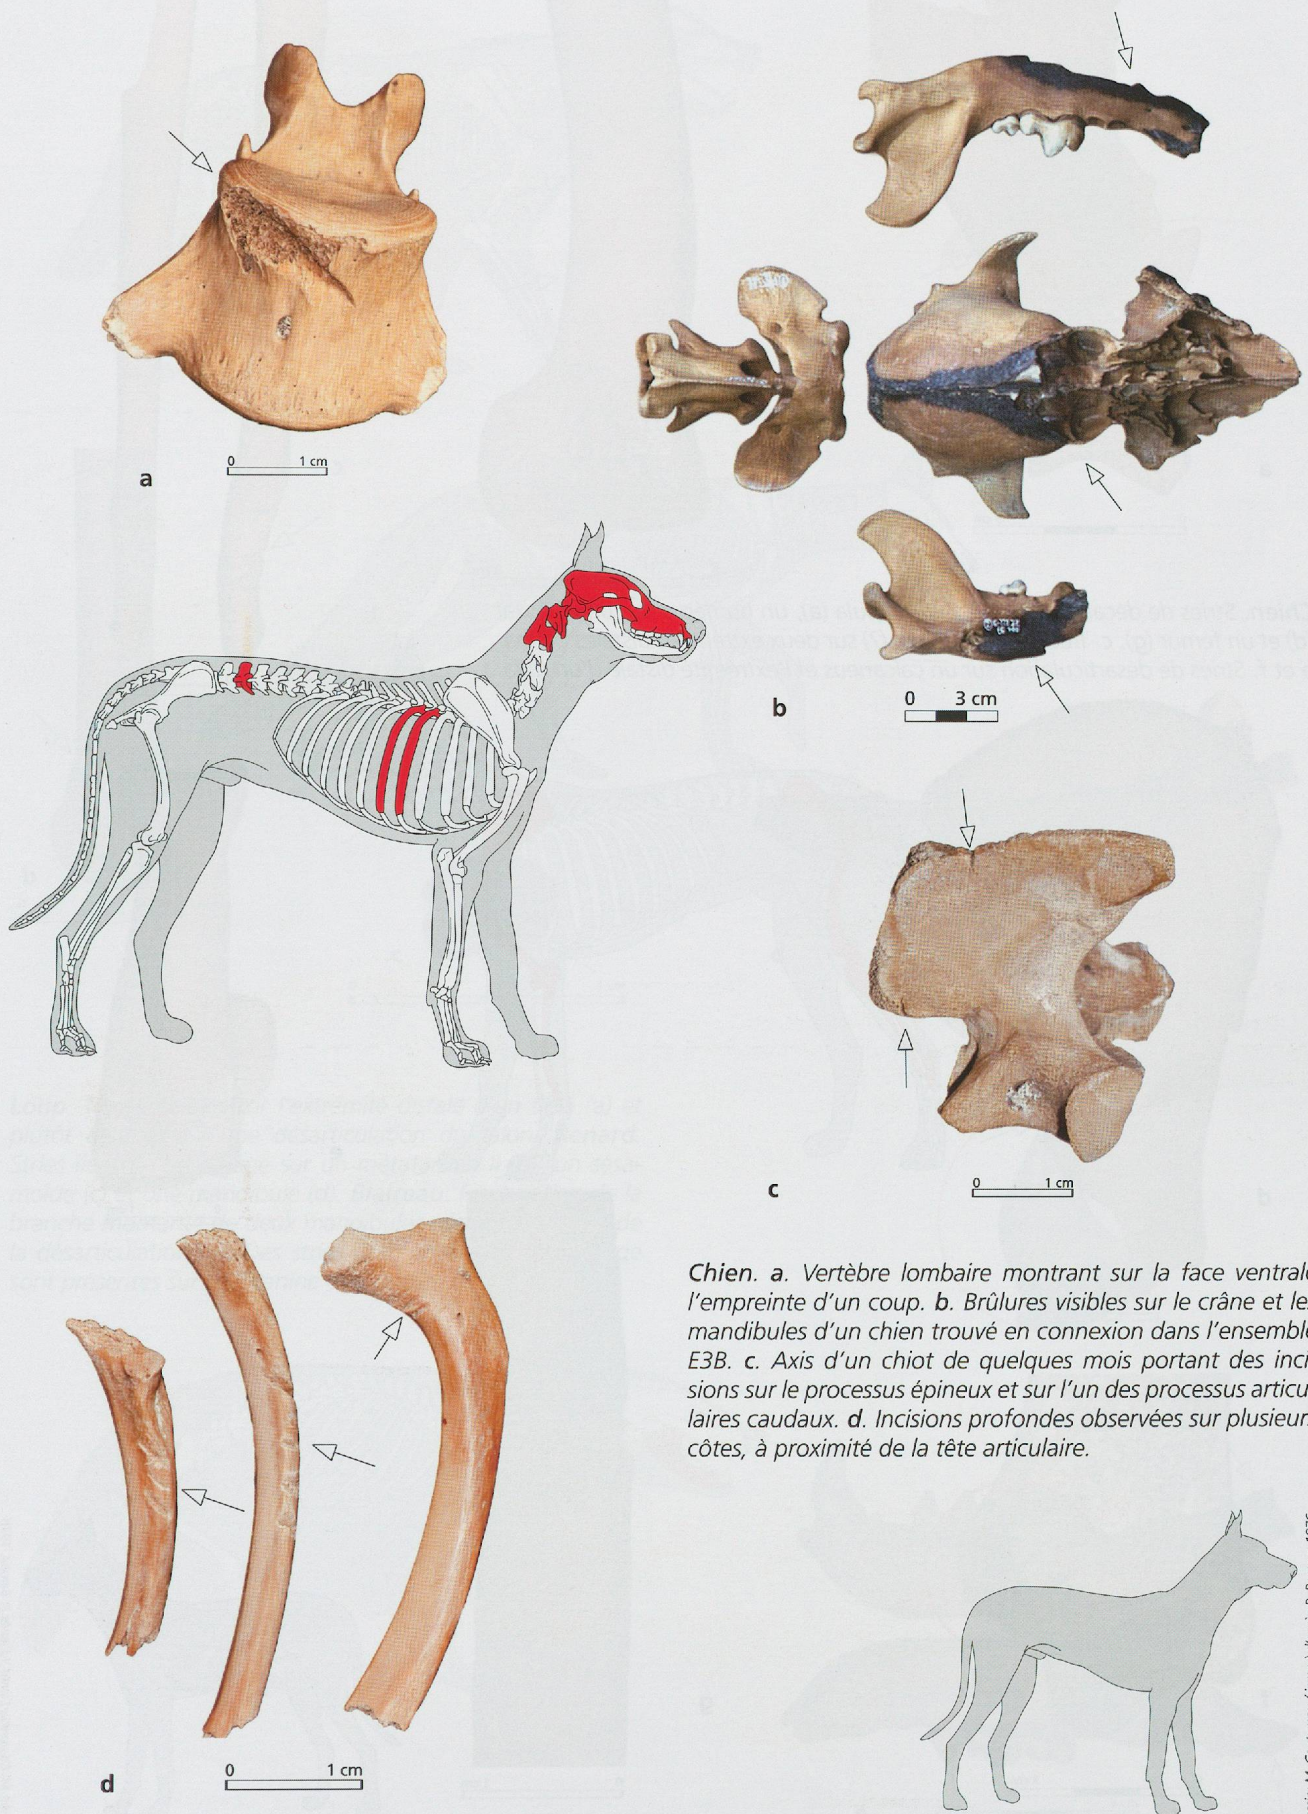 0 1 cm
a
0 3 cm
b
0 1 cm
c
Chien. a. Vertèbre lombaire montrant sur la face ventrale
l'empreinte d'un coup. b. Brûlures visibles sur le crâne et les
mandibules d'un chien trouvé en connexion dans l'ensemble
E3B. c. Axis d'un chiot de quelques mois portant des inci-
sions sur le processus épineux et sur l'un des processus articu-
laires caudaux. d. Incisions profondes observées sur plusieurs
côtes, à proximité de la tête articulaire.
0 1 cm
d